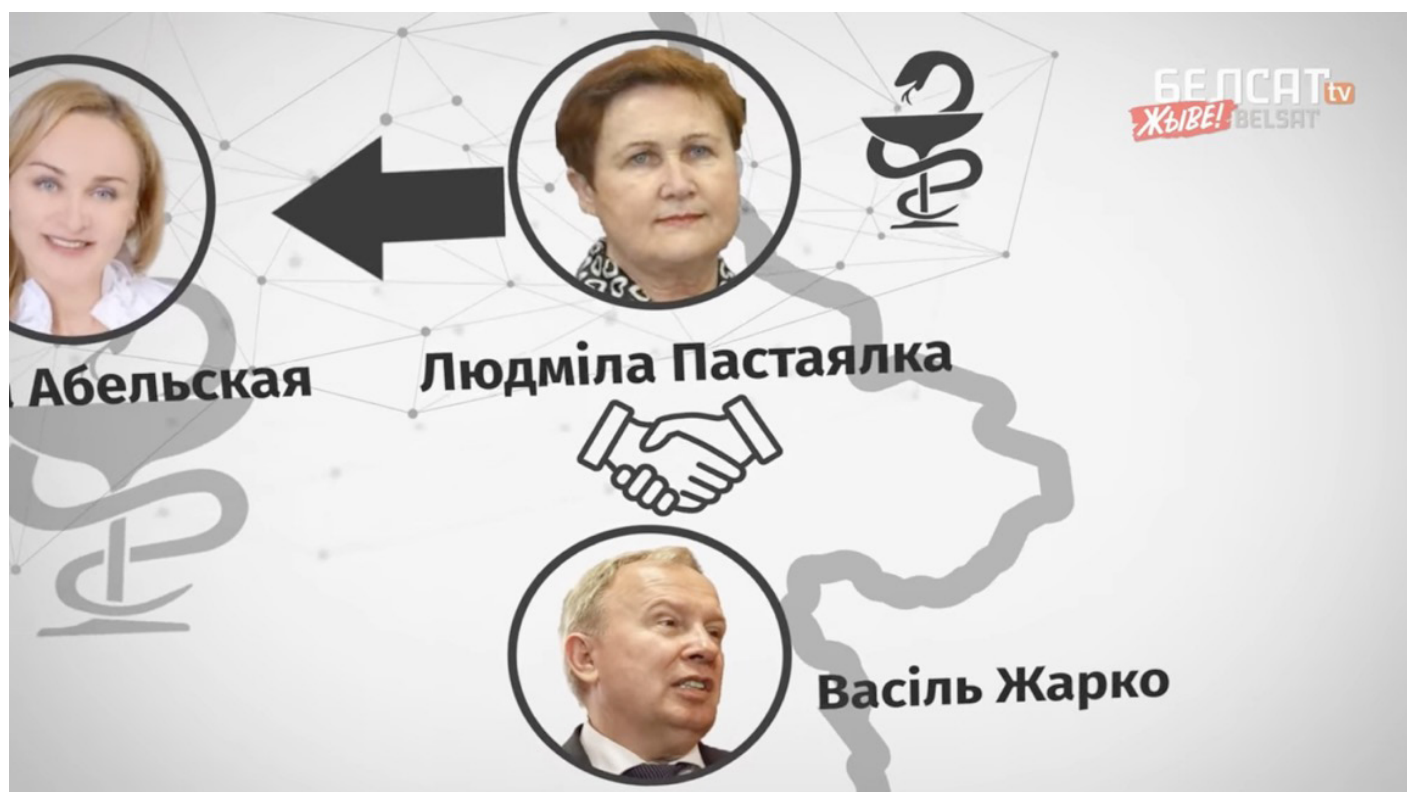 БЕЛСАТ tv
ЖЫВЕ! BELSAT
Абельская
Людміла Пастаялка
Васіль Жарко